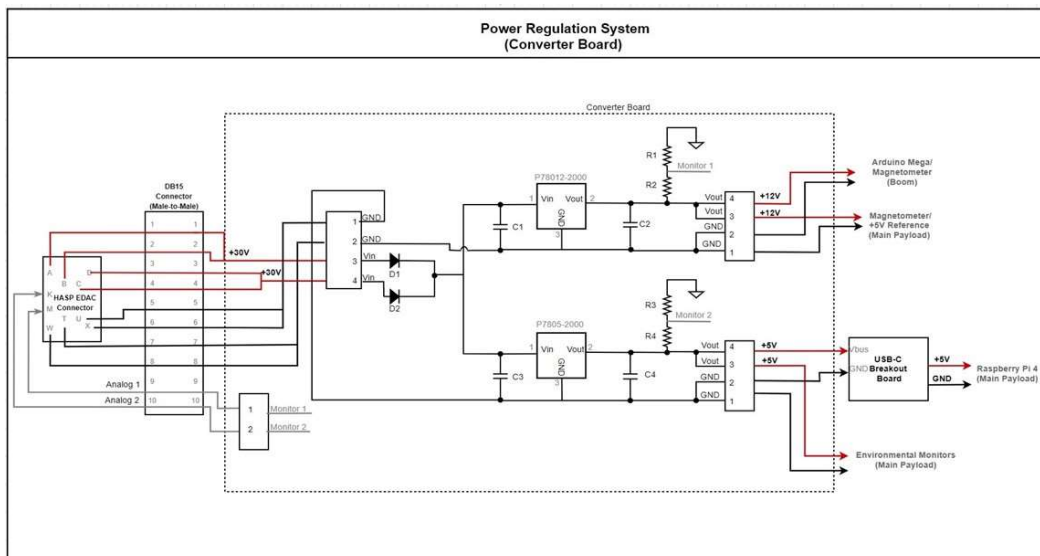 Power Regulation System
(Converter Board)
Converter Board
DB15
Connector
(Male-to-Male)
1 1
2 2
3 3
4 4
5 5
6 6
7 7
8 8
9 9
10 10
A
B
C
D
HASP EDAC
Connector
K
M
W
T
U
X
+30V
+30V
Analog 1
Analog 2
1
2
Monitor 1
Monitor 2
1
2
3
4
GND
GND
Vin
Vin
D1
D2
C1
P78012-2000
1
Vin
Vout
2
GND
3
C2
R1
Monitor 1
R2
Vout
Vout
GND
GND
4
3
2
1
+12V
+12V
Arduino Mega/
Magnetometer
(Boom)
Magnetometer/
+5V Reference
(Main Payload)
C3
P7805-2000
1
Vin
Vout
2
GND
3
C4
R3
Monitor 2
R4
Vout
Vout
GND
GND
4
3
2
1
+5V
+5V
Vbus
GND
USB-C
Breakout
Board
+5V
GND
Raspberry Pi 4
(Main Payload)
Environmental Monitors
(Main Payload)